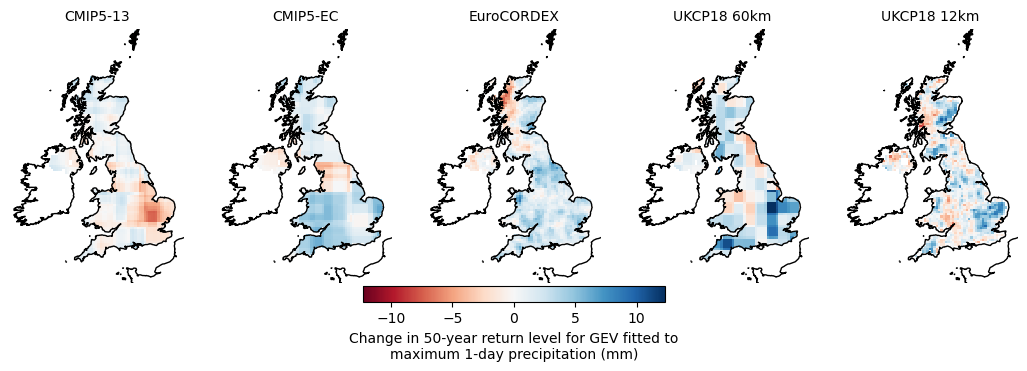 CMIP5-13
CMIP5-EC
EuroCORDEX
UKCP18 60km
UKCP18 12km
−10
−5
0
5
10
Change in 50-year return level for GEV fitted to
maximum 1-day precipitation (mm)